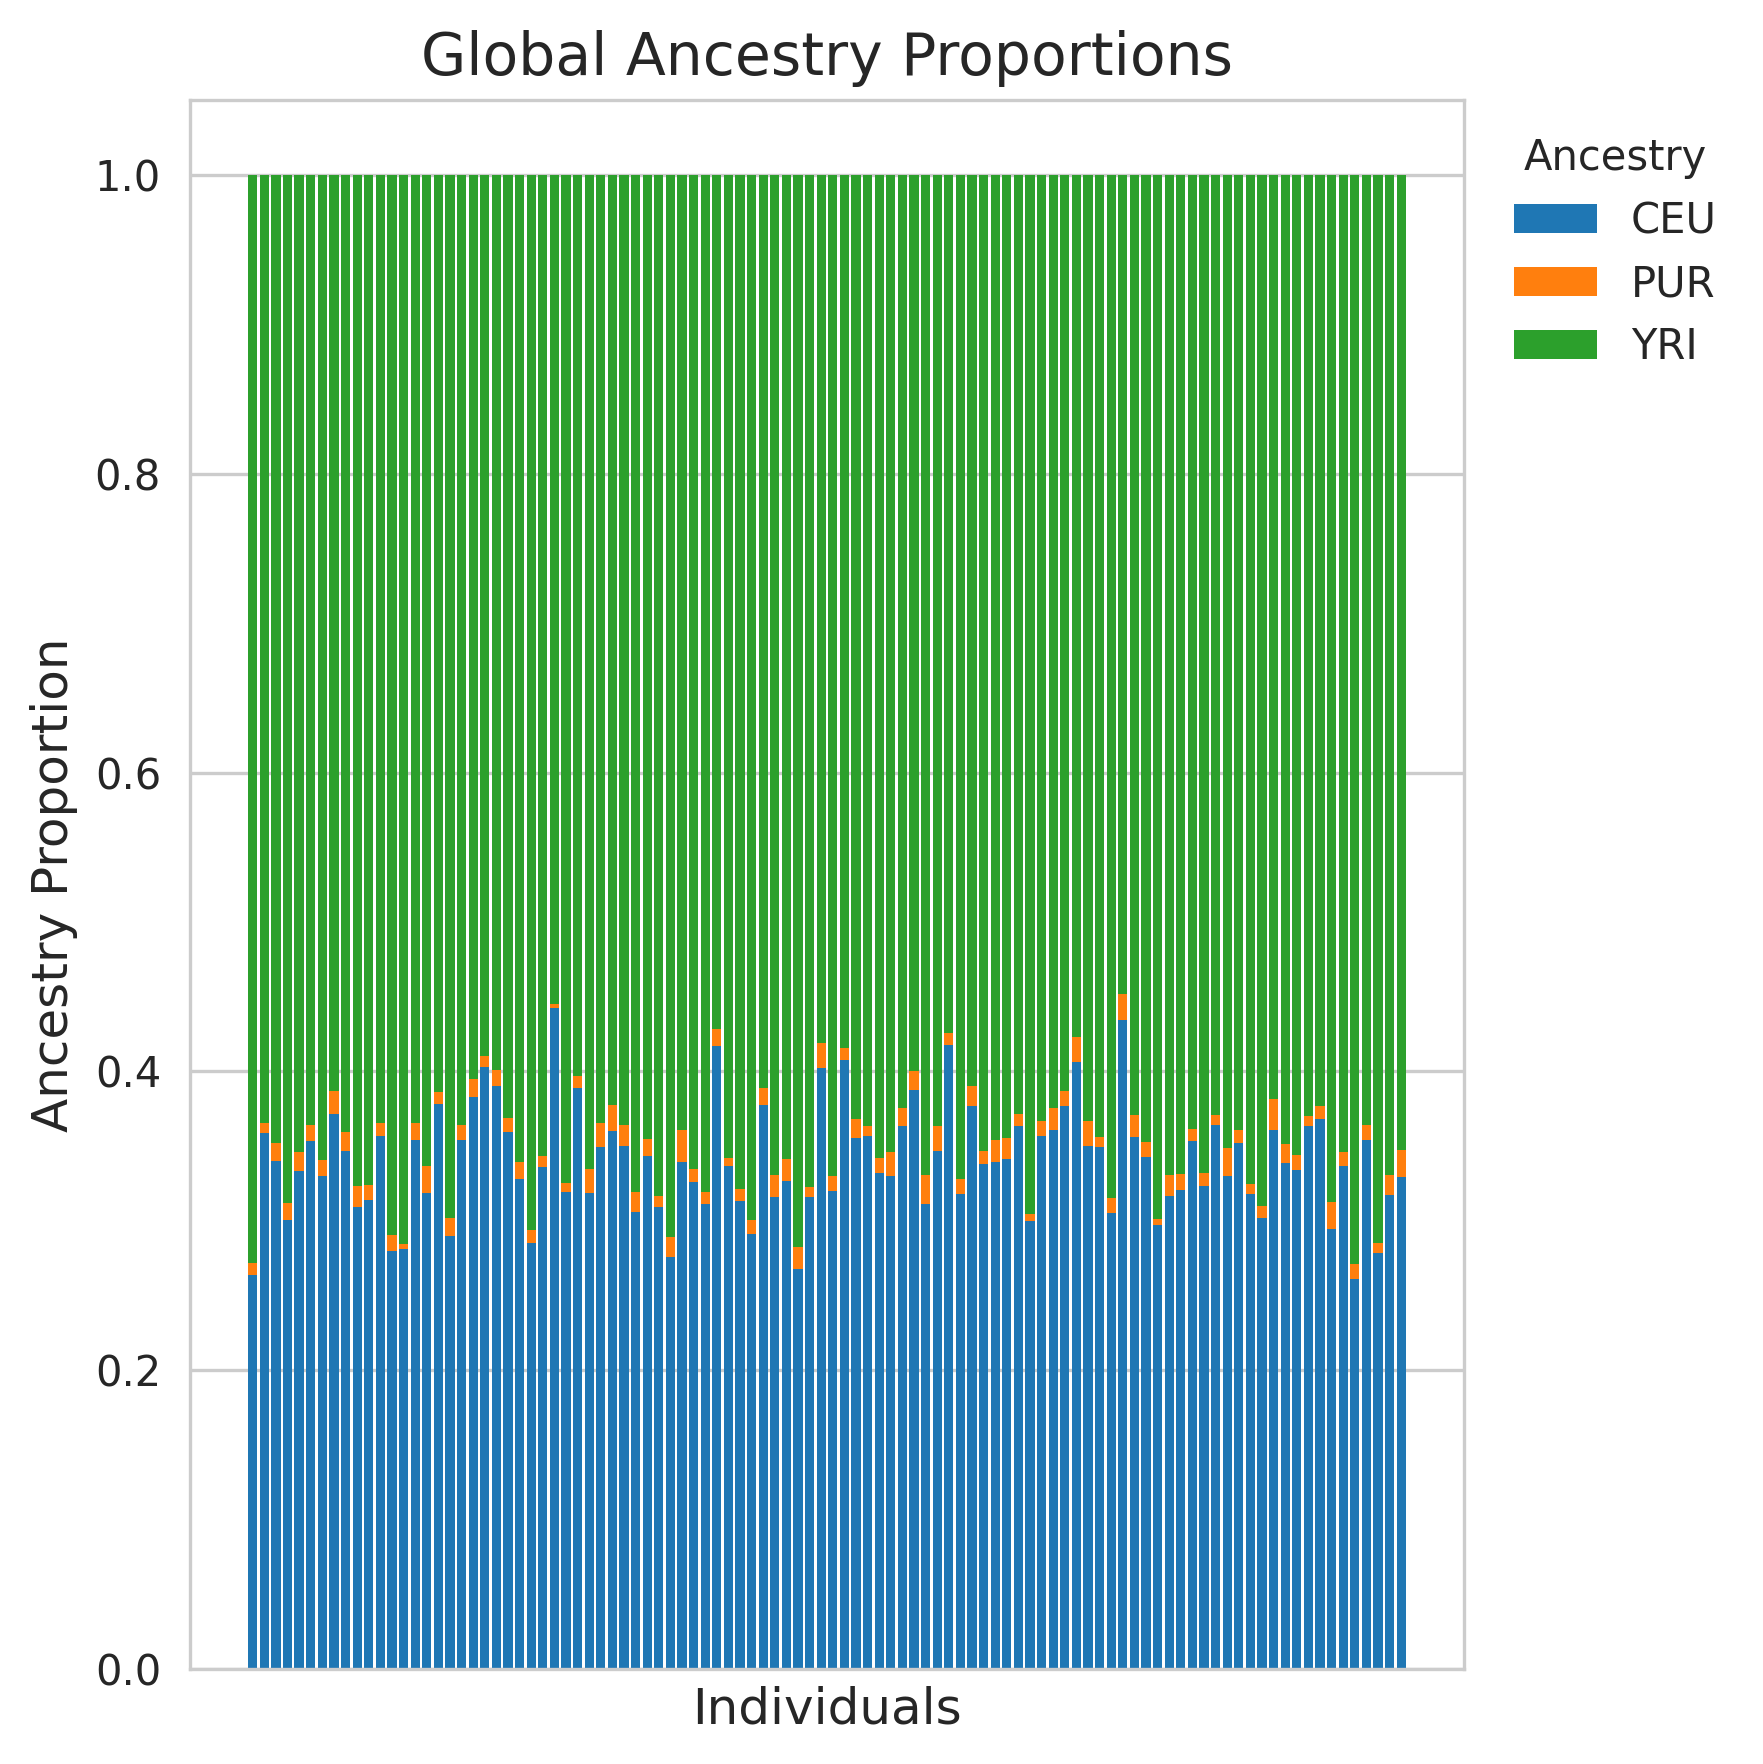 Global Ancestry Proportions
Ancestry
CEU
PUR
YRI
Ancestry Proportion
1.0
0.8
0.6
0.4
0.2
0.0
Individuals